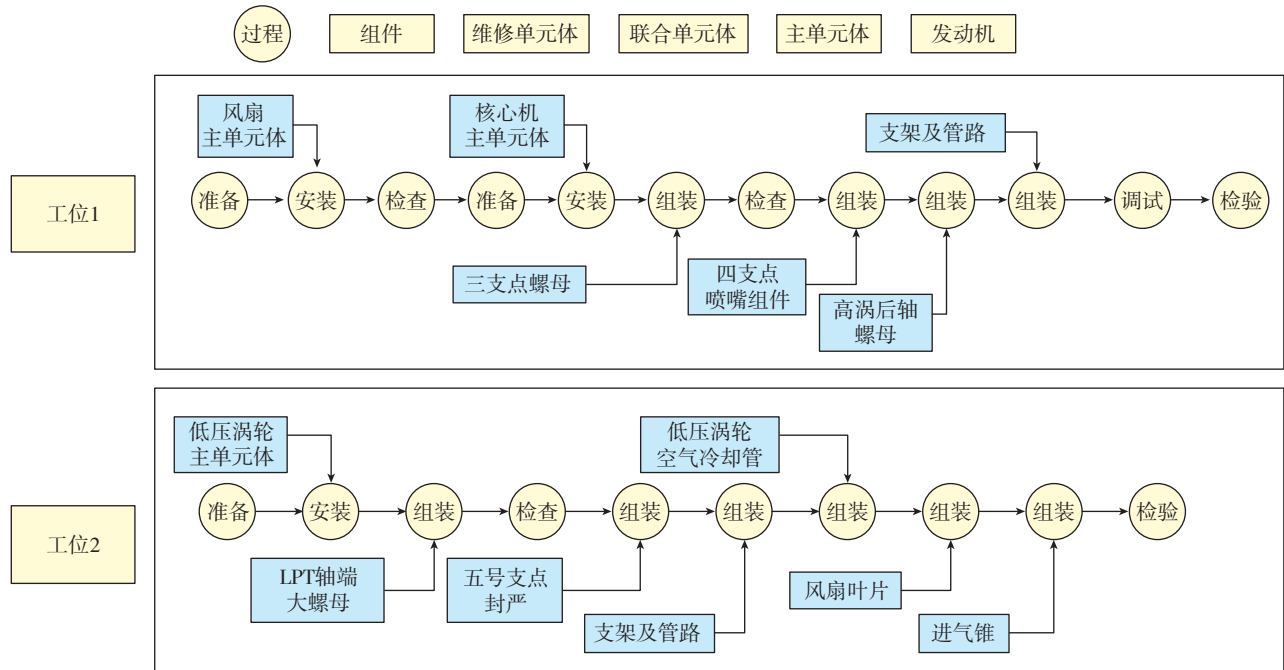 过程
组件
维修单元体
联合单元体
主单元体
发动机
工位1
风扇
主单元体
核心机
主单元体
支架及管路
准备
安装
检查
准备
安装
组装
检查
组装
组装
组装
调试
检验
三支点螺母
四支点
喷嘴组件
高涡后轴
螺母
工位2
低压涡轮
主单元体
低压涡轮
空气冷却管
准备
安装
组装
检查
组装
组装
组装
组装
组装
检验
LPT轴端
大螺母
五号支点
封严
支架及管路
风扇叶片
进气锥